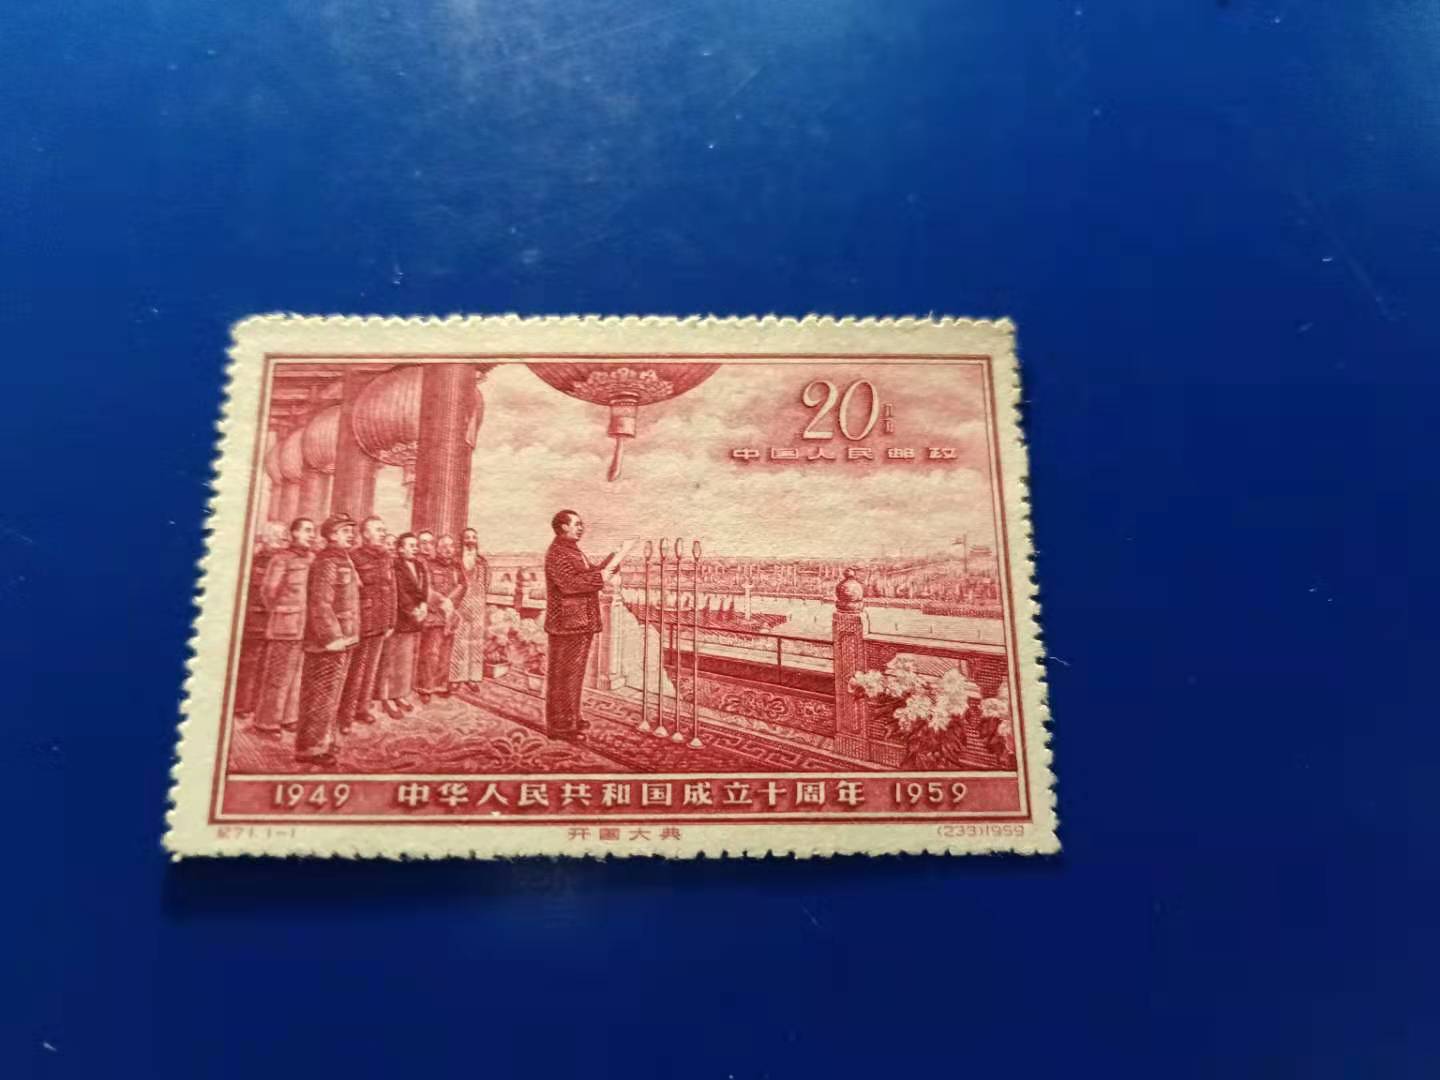 20分
中国人民邮政
1949 中华人民共和国成立十周年 1959
纪71.1-1 开国大典 (233)1959